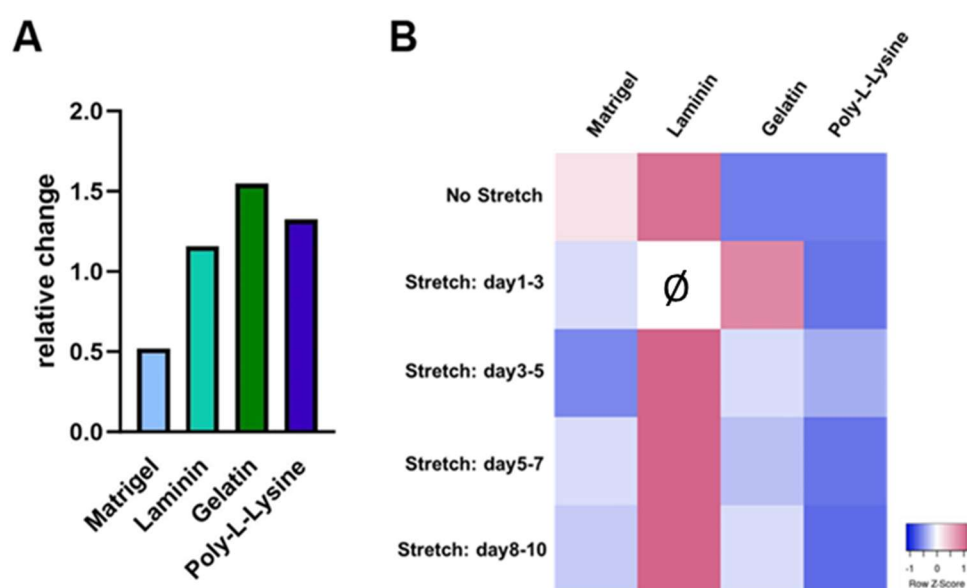 A
2.0
1.5
1.0
0.5
0.0
relative change
Matrigel
Laminin
Gelatin
Poly-L-Lysine
B
Matrigel
Laminin
Gelatin
Poly-L-Lysine
No Stretch
Stretch: day1-3
Ø
Stretch: day3-5
Stretch: day5-7
Stretch: day8-10
-1 0 1
Row Z-Score